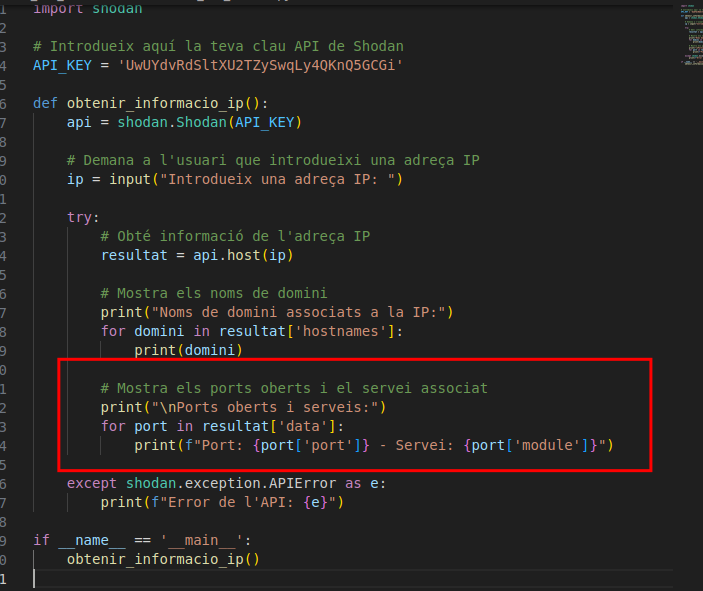 1 import shodan
2
3 # Introdueix aquí la teva clau API de Shodan
4 API_KEY = 'UwUYdvRdSltXU2TZySwqLy4QKnQ5GCGi'
5
6 def obtenir_informacio_ip():
7 api = shodan.Shodan(API_KEY)
8
9 # Demana a l'usuari que introdueixi una adreça IP
0 ip = input("Introdueix una adreça IP: ")
1
2 try:
3 # Obté informació de l'adreça IP
4 resultat = api.host(ip)
5
6 # Mostra els noms de domini
7 print("Noms de domini associats a la IP:")
8 for domini in resultat['hostnames']:
9 print(domini)
0
1 # Mostra els ports oberts i el servei associat
2 print("\nPorts oberts i serveis:")
3 for port in resultat['data']:
4 print(f"Port: {port['port']} - Servei: {port['module']}")
5
6 except shodan.exception.APIError as e:
7 print(f"Error de l'API: {e}")
8
9 if __name__ == '__main__':
0 obtenir_informacio_ip()
1